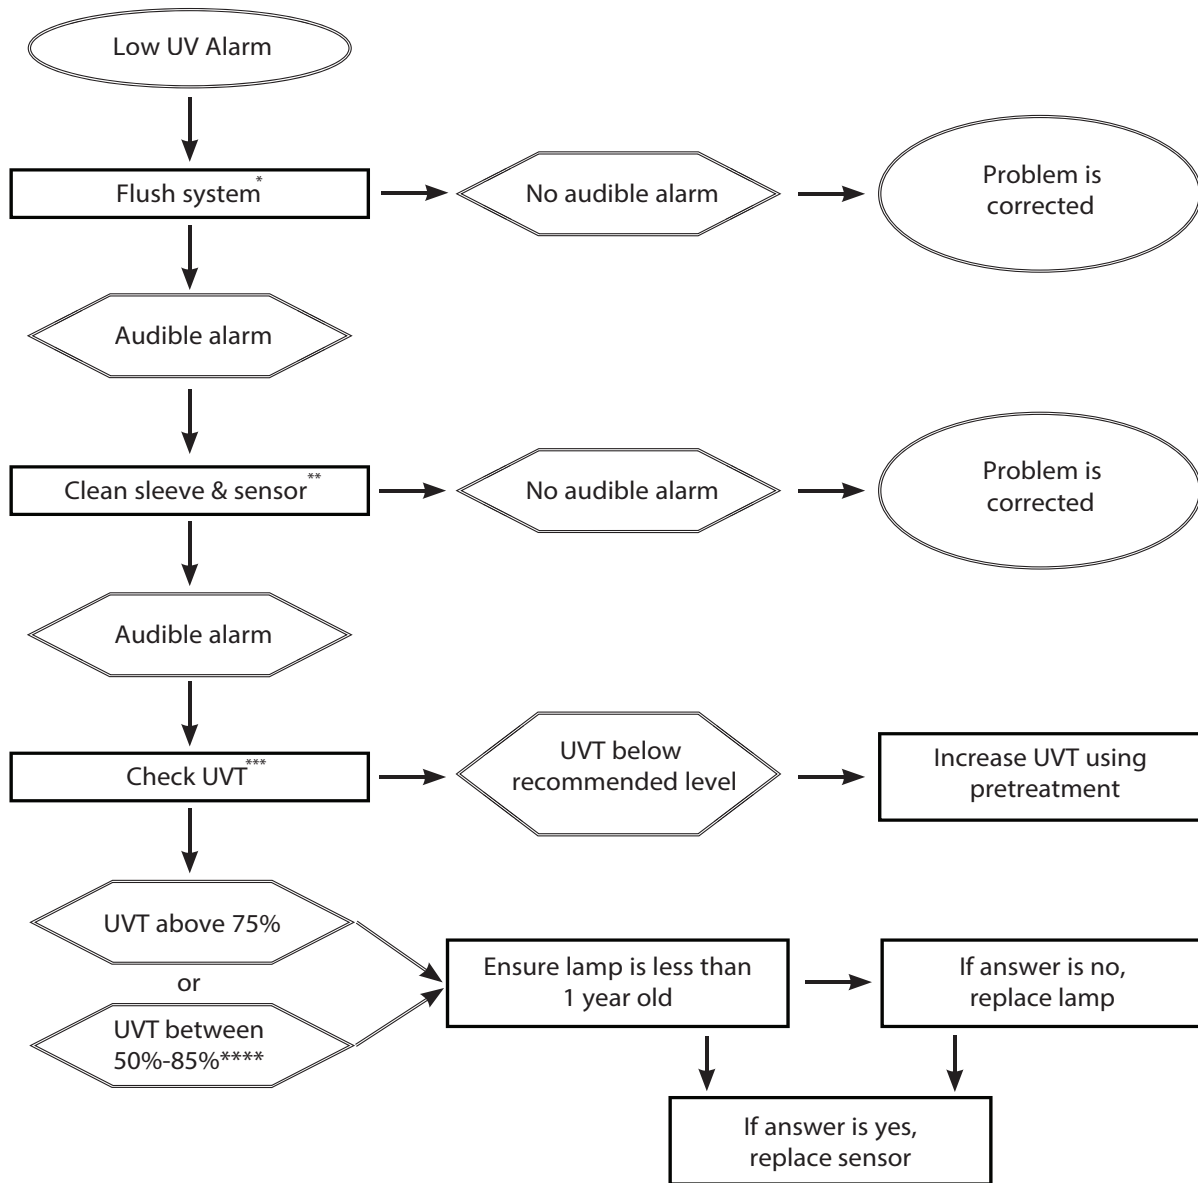 Low UV Alarm
Flush system*
No audible alarm
Problem is
corrected
Audible alarm
Clean sleeve & sensor**
No audible alarm
Problem is
corrected
Audible alarm
Check UVT***
UVT below
recommended level
Increase UVT using
pretreatment
UVT above 75%
or
UVT between
50%-85%****
Ensure lamp is less than
1 year old
If answer is no,
replace lamp
If answer is yes,
replace sensor